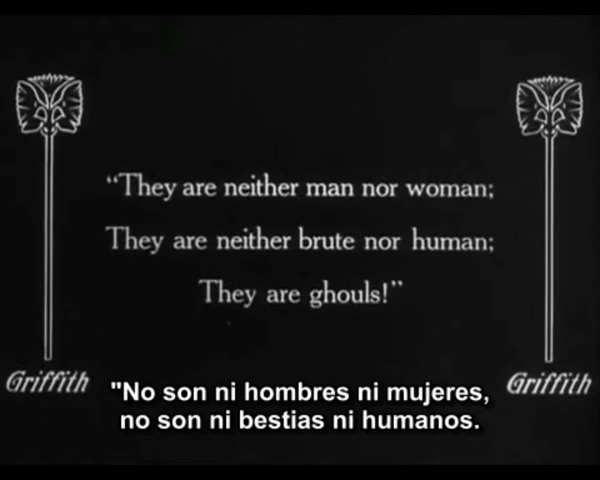 “They are neither man nor woman;
They are neither brute nor human;
They are ghouls!”
Griffith
Griffith
"No son ni hombres ni mujeres,
no son ni bestias ni humanos.